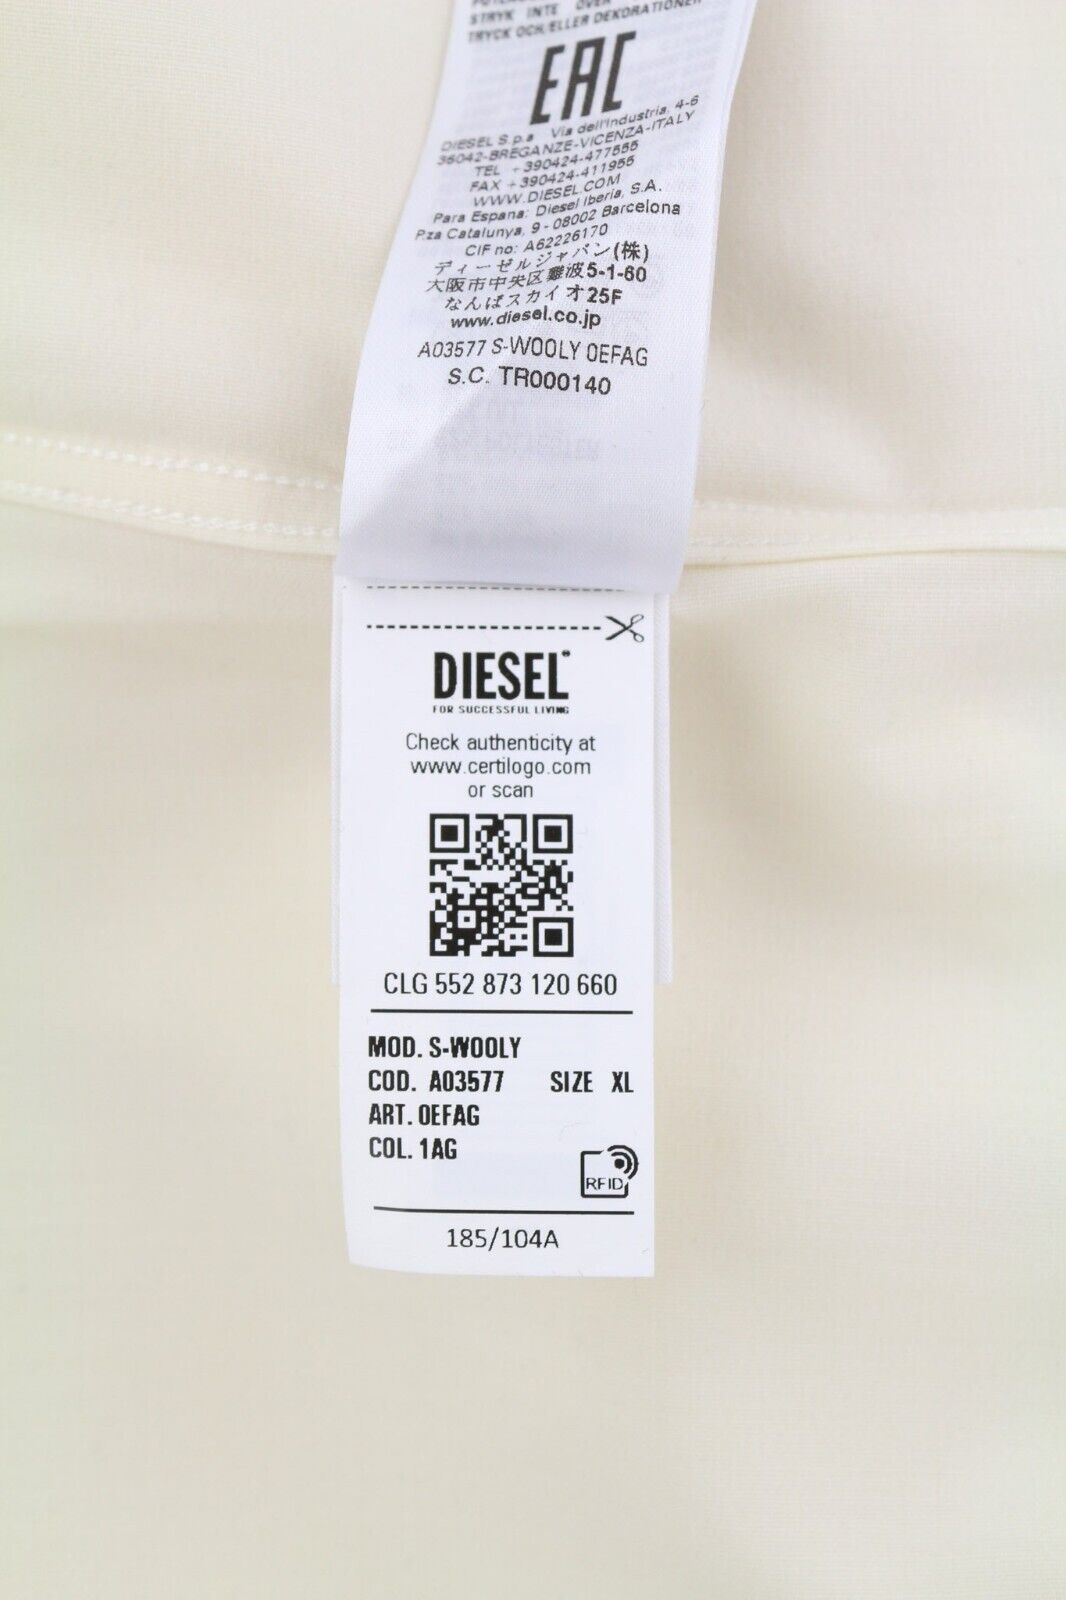 STRYK INTE ÖVER
TRYCK OCH/ELLER DEKORATIONER
EAC
DIESEL S.p.a Via dell'Industria, 4-6
36042-BREGANZE-VICENZA-ITALY
TEL +390424-477555
FAX +390424-411955
WWW.DIESEL.COM
Para Espana: Diesel Iberia, S.A.
Pza Catalunya, 9 - 08002 Barcelona
CIF no: A62226170
ディーゼルジャパン(株)
大阪市中央区難波5-1-60
なんばスカイオ25F
www.diesel.co.jp
A03577 S-WOOLY 0EFAG
S.C. TR000140
DIESEL
FOR SUCCESSFUL LIVING
Check authenticity at
www.certilogo.com
or scan
CLG 552 873 120 660
MOD. S-WOOLY
COD. A03577 SIZE XL
ART. 0EFAG
COL. 1AG
RFID
185/104A